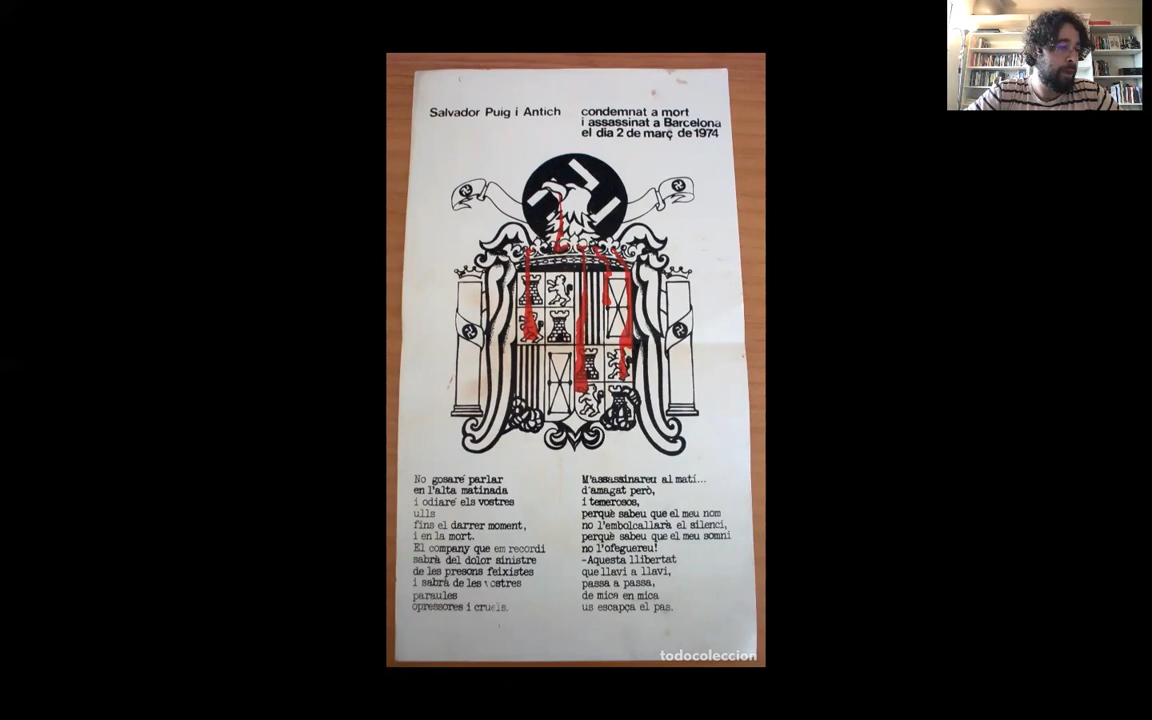 Salvador Puig i Antich
condemnat a mort
i assassinat a Barcelona
el dia 2 de març de 1974
No gosaré parlar
en l'alta matinada
i odiaré els vostres
ulls
fins el darrer moment,
i en la mort.
El company que em recordi
sabrà del dolor sinistre
de les presons feixistes
i sabrà de les vostres
paraules
opressores i cruels.
M'assassinareu al matí...
d'amagat però,
i temerosos,
perquè sabeu que el meu nom
no l'embolcallarà el silenci,
perquè sabeu que el meu somni
no l'ofeguereu!
-Aquesta llibertat
que llavi a llavi,
passa a passa,
de mica en mica
us escapça el pas.
todocoleccion